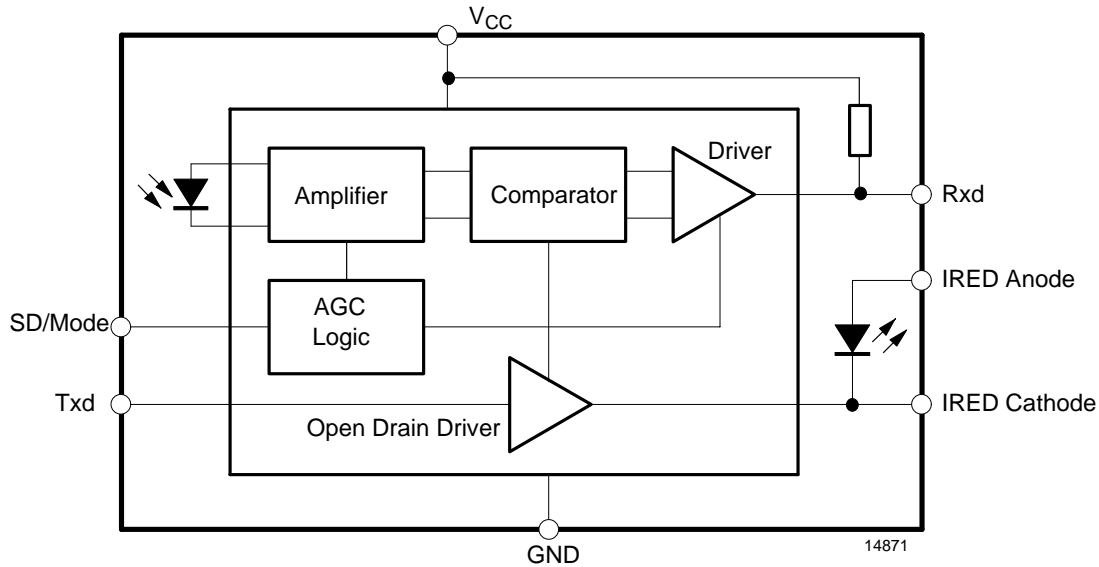 VCC
Driver
Amplifier
Comparator
Rxd
IRED Anode
AGC
Logic
SD/Mode
Txd
Open Drain Driver
IRED Cathode
GND
14871